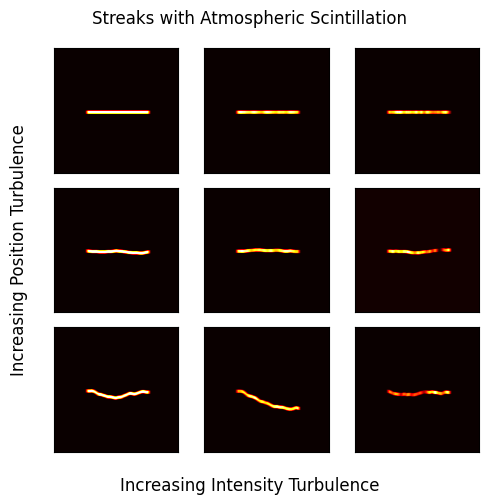 Streaks with Atmospheric Scintillation
Increasing Position Turbulence
Increasing Intensity Turbulence